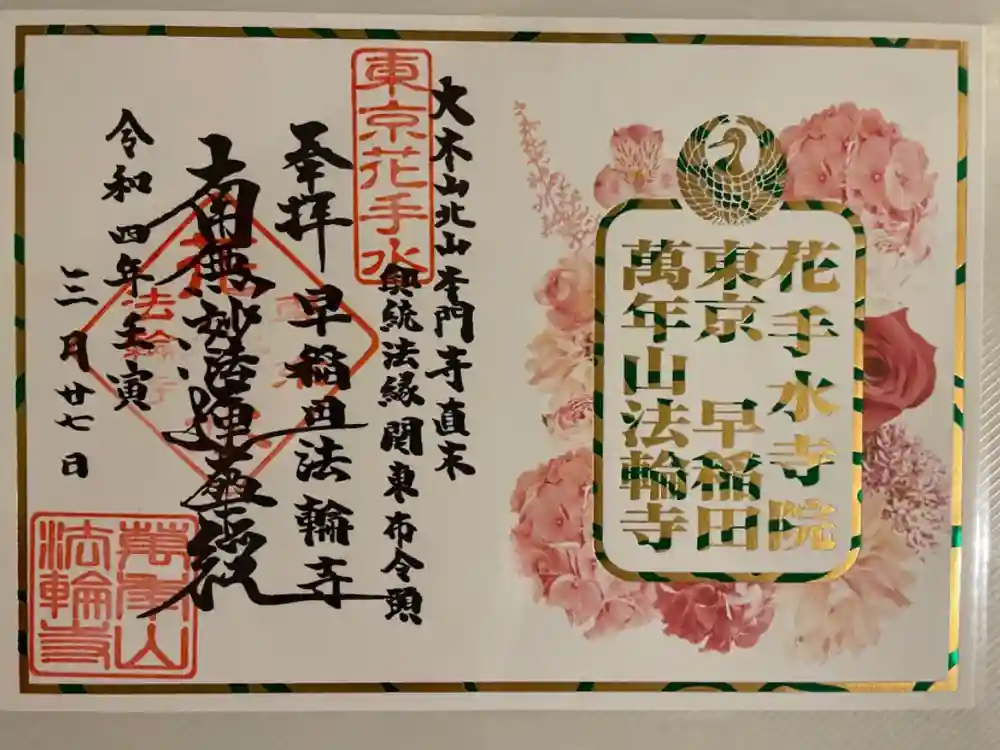 花手水寺院
東京 早稲田
萬年山法輪寺
大本山北山本門寺直末
興統法縁関東布令頭
東京花手水
奉拝 早稲田法輪寺
南無妙法蓮華経
令和四年壬寅
三月廿七日
萬年山
法輪寺